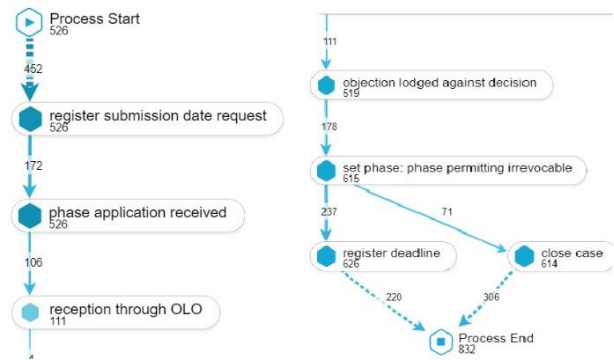 Process Start
526
452
register submission date request
526
172
phase application received
526
106
reception through OLO
111
111
objection lodged against decision
519
178
set phase: phase permitting irrevocable
615
237
71
register deadline
626
close case
614
220
306
Process End
832